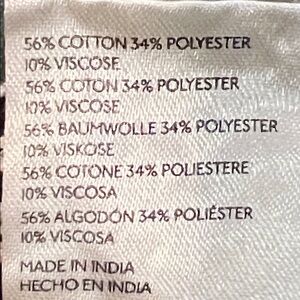 56% COTTON 34% POLYESTER
10% VISCOSE
56% COTON 34% POLYESTER
10% VISCOSE
56% BAUMWOLLE 34% POLYESTER
10% VISKOSE
56% COTONE 34% POLIESTERE
10% VISCOSA
56% ALGODÓN 34% POLIÉSTER
10% VISCOSA
MADE IN INDIA
HECHO EN INDIA